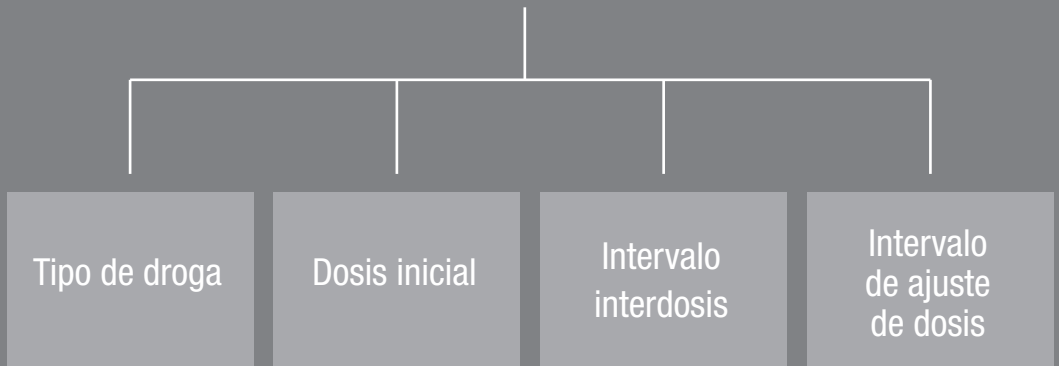 Tipo de droga
Dosis inicial
Intervalo
interdosis
Intervalo
de ajuste
de dosis